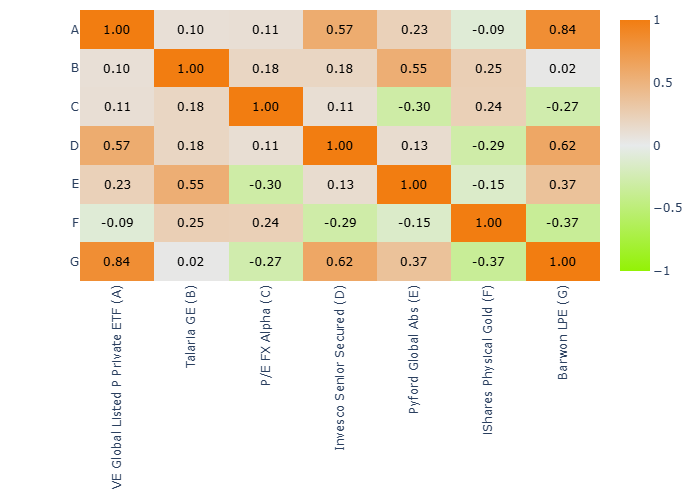 A 1.00 0.10 0.11 0.57 0.23 -0.09 0.84
B 0.10 1.00 0.18 0.18 0.55 0.25 0.02
C 0.11 0.18 1.00 0.11 -0.30 0.24 -0.27
D 0.57 0.18 0.11 1.00 0.13 -0.29 0.62
E 0.23 0.55 -0.30 0.13 1.00 -0.15 0.37
F -0.09 0.25 0.24 -0.29 -0.15 1.00 -0.37
G 0.84 0.02 -0.27 0.62 0.37 -0.37 1.00
VE Global Listed P Private ETF (A)
Talaria GE (B)
P/E FX Alpha (C)
Invesco Senior Secured (D)
Pyford Global Abs (E)
IShares Physical Gold (F)
Barwon LPE (G)
1
0.5
0
−0.5
−1